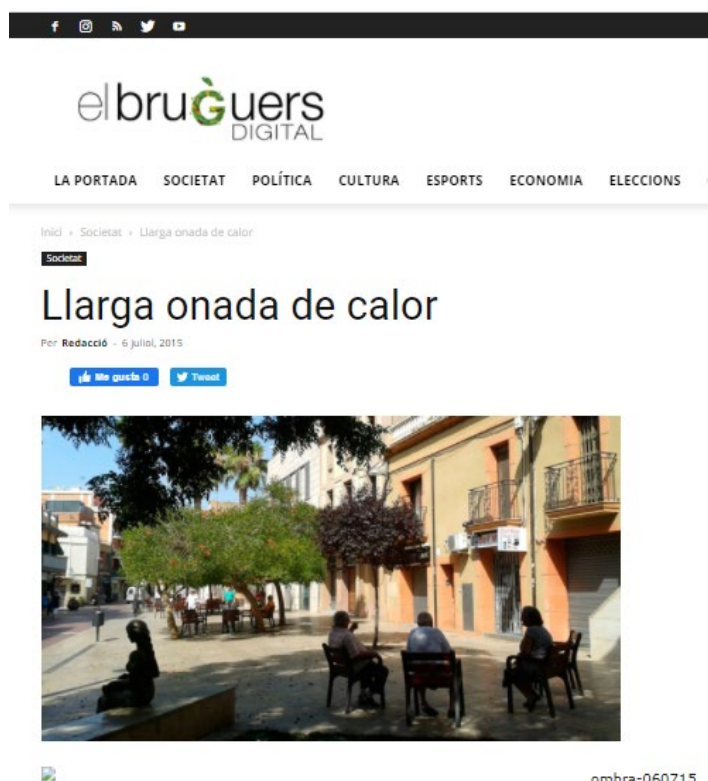 elbruguers
DIGITAL
LA PORTADA SOCIETAT POLÍTICA CULTURA ESPORTS ECONOMIA ELECCIONS
Inici › Societat › Llarga onada de calor
Societat
Llarga onada de calor
Per Redacció - 6 juliol, 2015
Me gusta 0 Tweet
ombra-060715